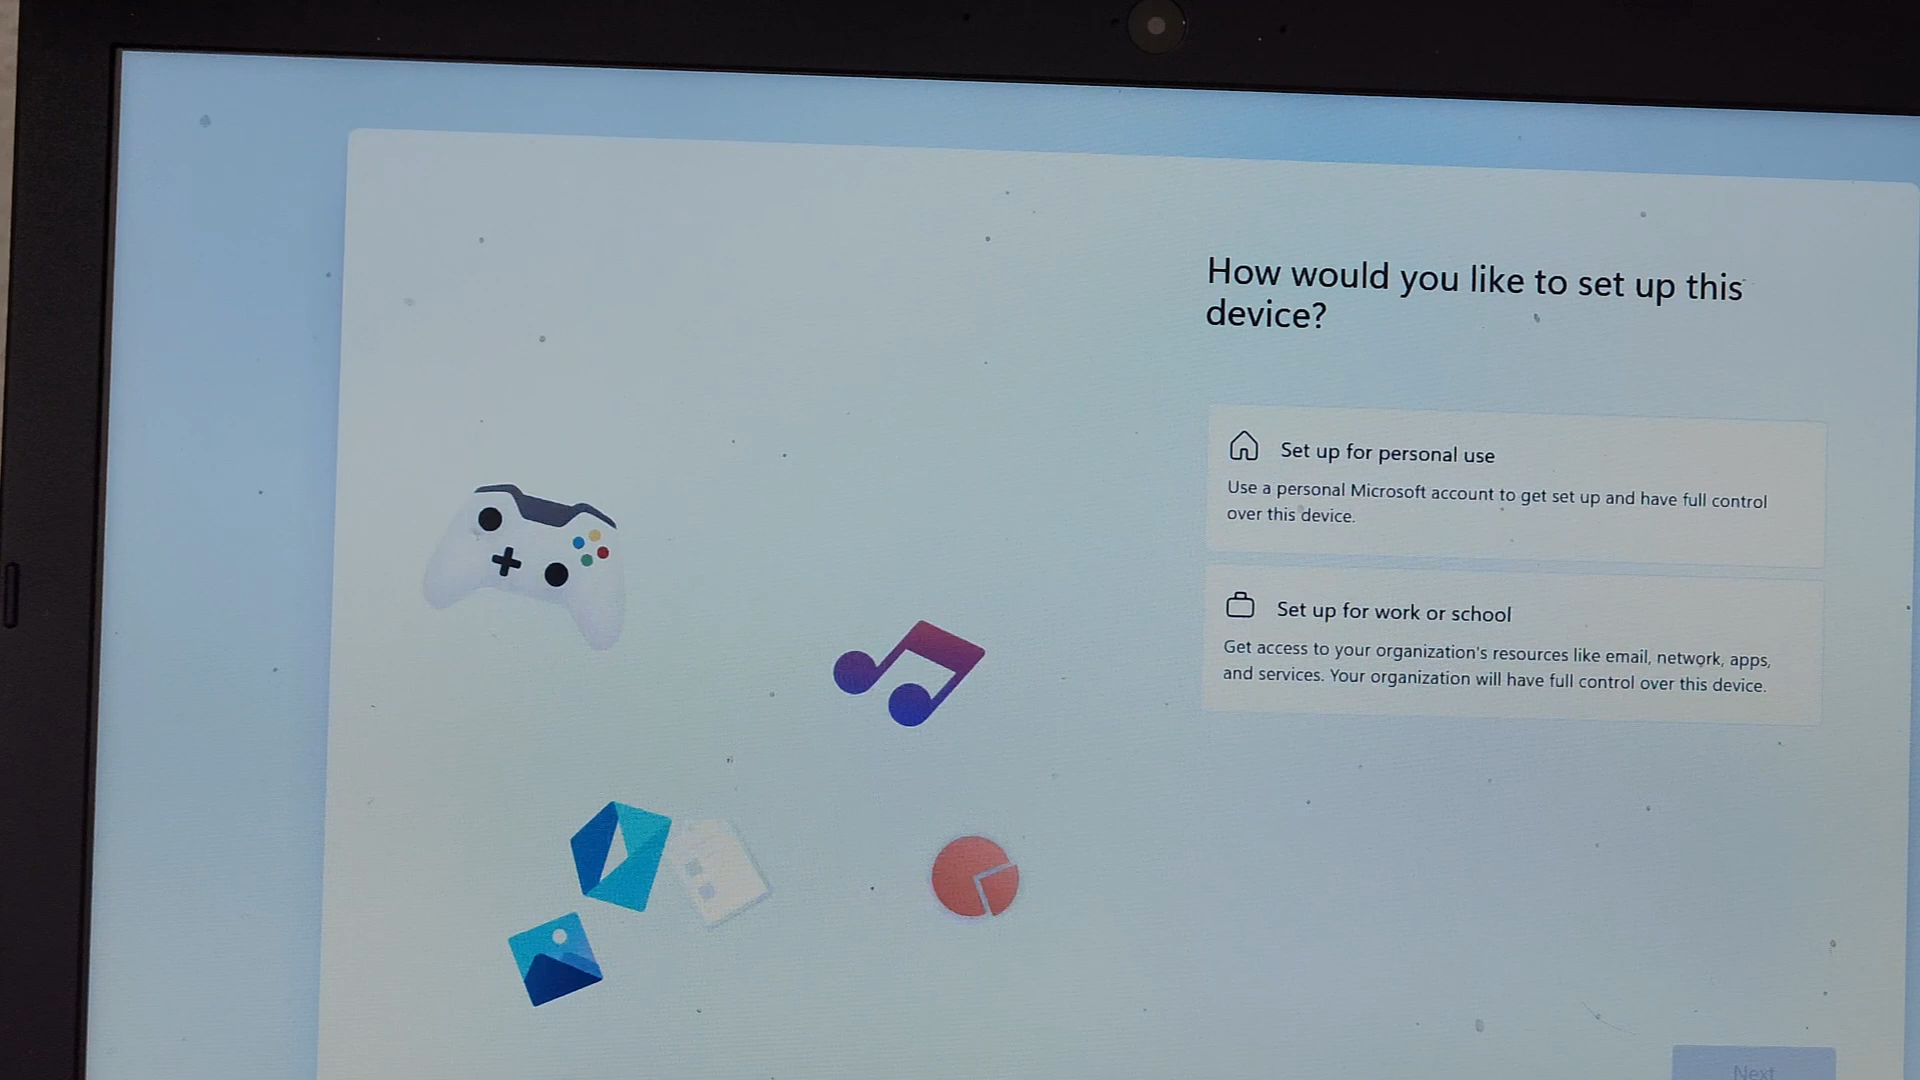 How would you like to set up this
device?
Set up for personal use
Use a personal Microsoft account to get set up and have full control
over this device.
Set up for work or school
Get access to your organization's resources like email, network, apps,
and services. Your organization will have full control over this device.
Next